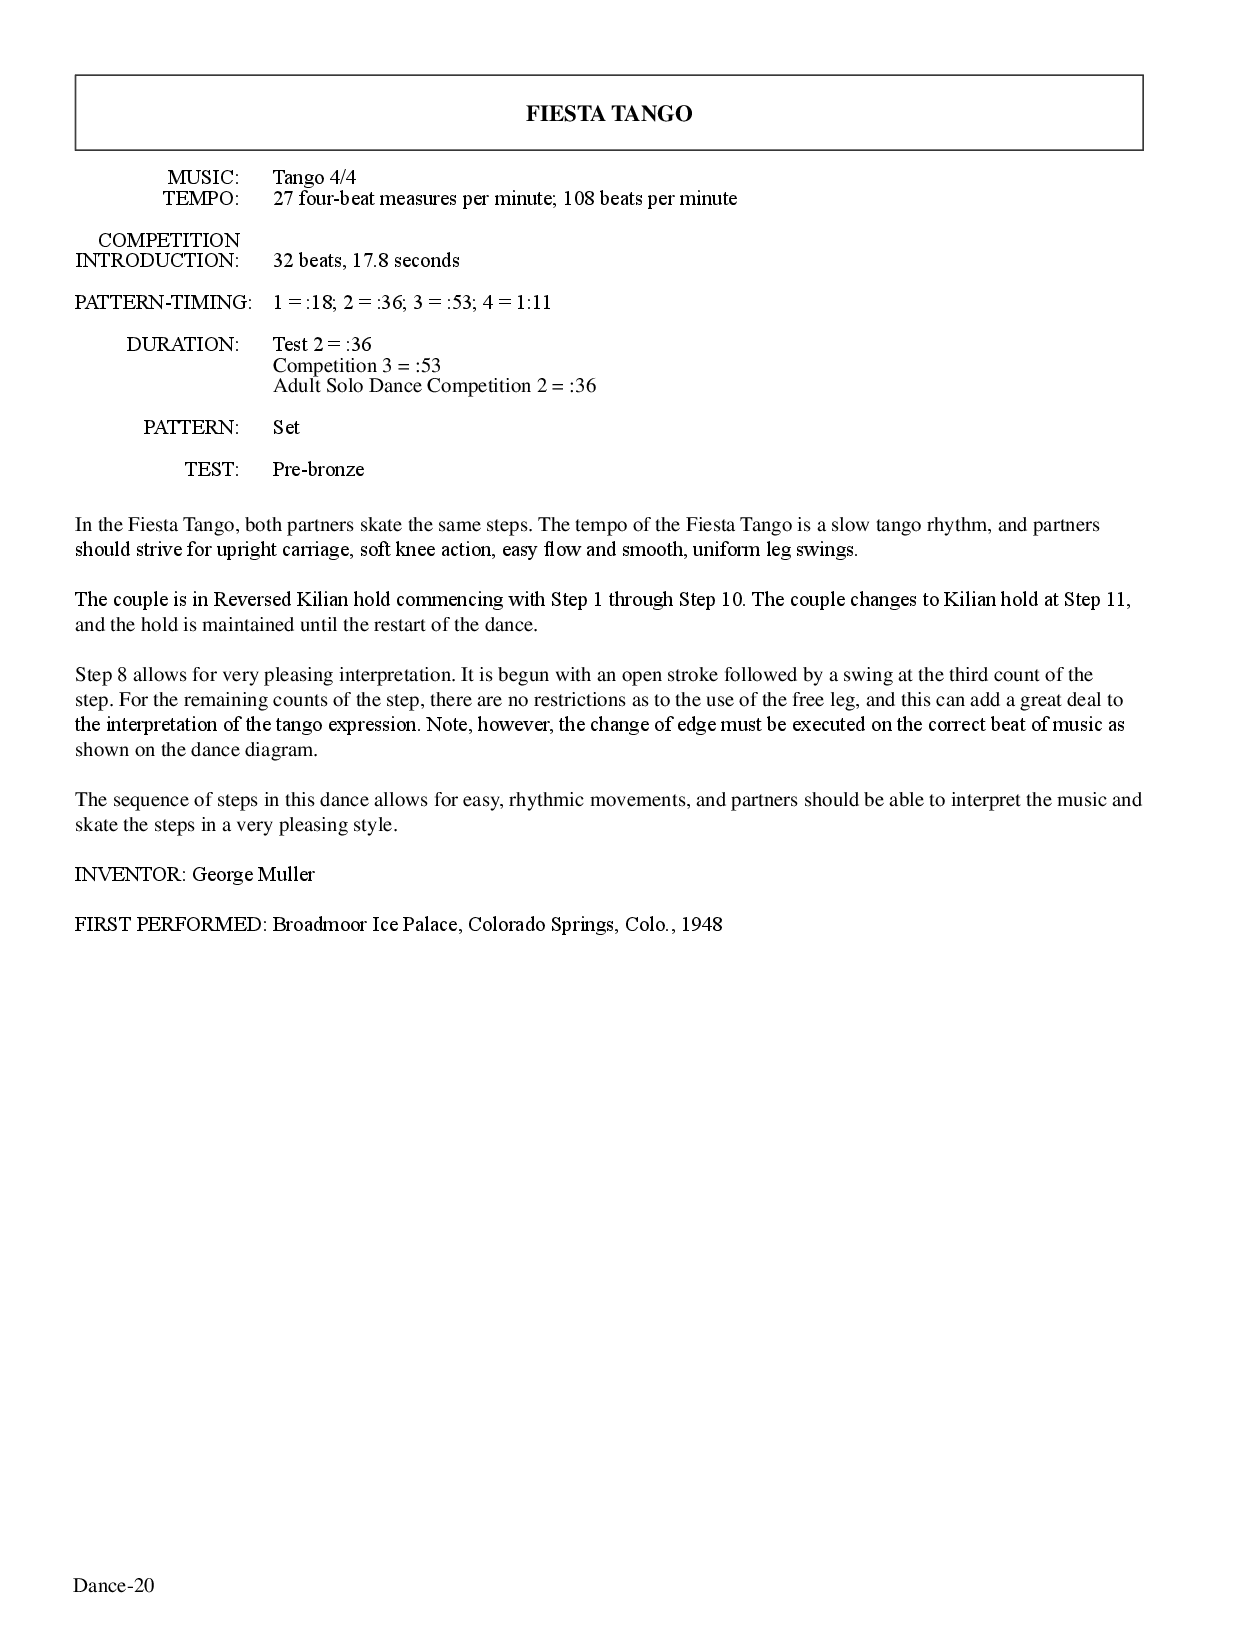 FIESTA TANGO
MUSIC: Tango 4/4
TEMPO: 27 four-beat measures per minute; 108 beats per minute
COMPETITION
INTRODUCTION: 32 beats, 17.8 seconds
PATTERN-TIMING: 1 = :18; 2 = :36; 3 = :53; 4 = 1:11
DURATION: Test 2 = :36
Competition 3 = :53
Adult Solo Dance Competition 2 = :36
PATTERN: Set
TEST: Pre-bronze
In the Fiesta Tango, both partners skate the same steps. The tempo of the Fiesta Tango is a slow tango rhythm, and partners
should strive for upright carriage, soft knee action, easy flow and smooth, uniform leg swings.
The couple is in Reversed Kilian hold commencing with Step 1 through Step 10. The couple changes to Kilian hold at Step 11,
and the hold is maintained until the restart of the dance.
Step 8 allows for very pleasing interpretation. It is begun with an open stroke followed by a swing at the third count of the
step. For the remaining counts of the step, there are no restrictions as to the use of the free leg, and this can add a great deal to
the interpretation of the tango expression. Note, however, the change of edge must be executed on the correct beat of music as
shown on the dance diagram.
The sequence of steps in this dance allows for easy, rhythmic movements, and partners should be able to interpret the music and
skate the steps in a very pleasing style.
INVENTOR: George Muller
FIRST PERFORMED: Broadmoor Ice Palace, Colorado Springs, Colo., 1948
Dance-20